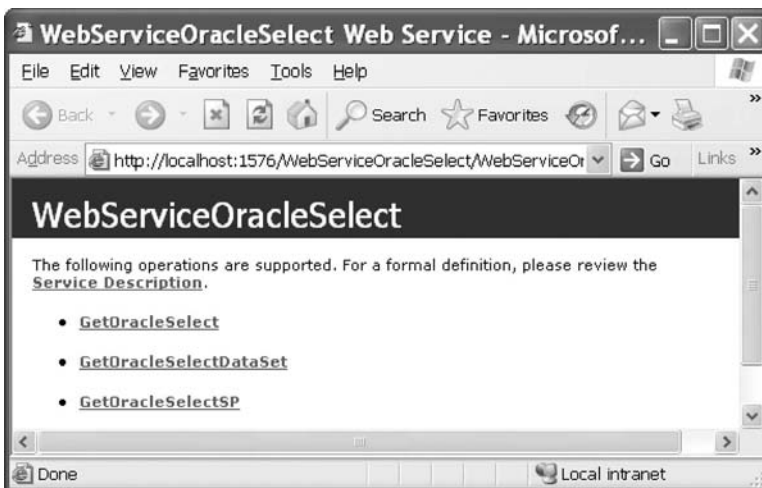 WebServiceOracleSelect Web Service - Microsof...
File Edit View Favorites Tools Help
Back Search Favorites »
Address http://localhost:1576/WebServiceOracleSelect/WebServiceOr Go Links »
WebServiceOracleSelect
The following operations are supported. For a formal definition, please review the
Service Description.
• GetOracleSelect
• GetOracleSelectDataSet
• GetOracleSelectSP
Done Local intranet